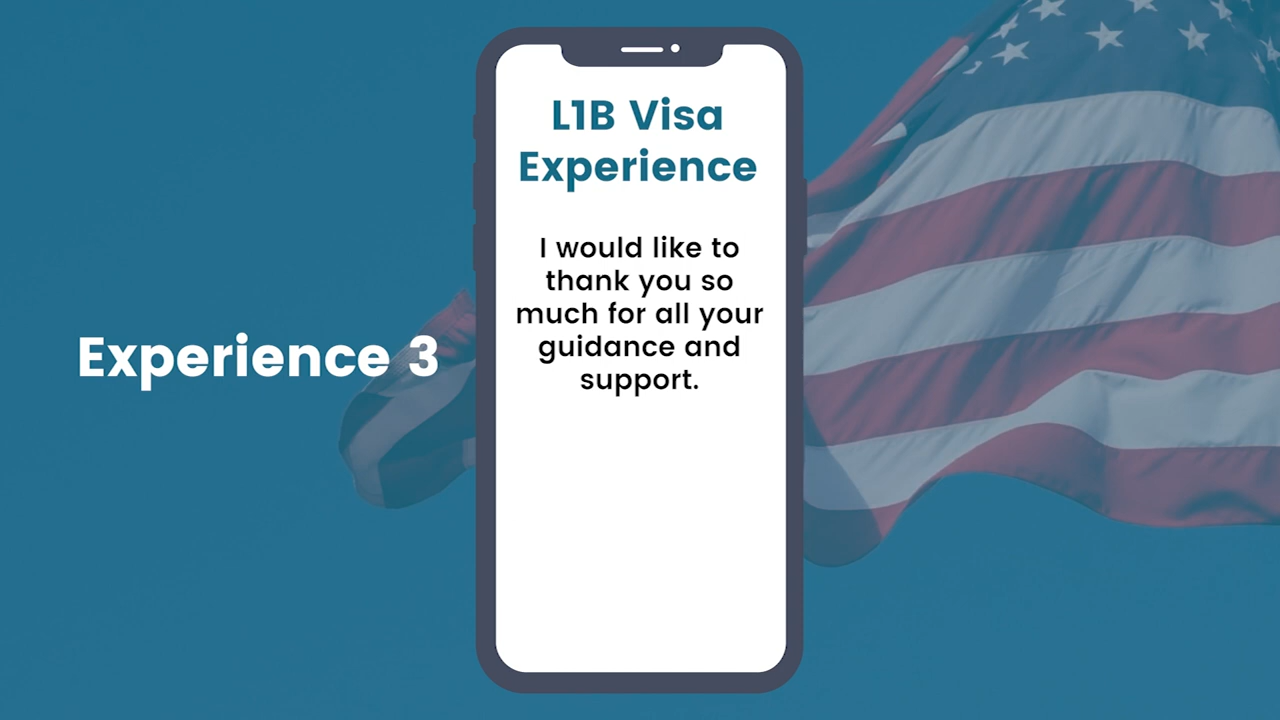 L1B Visa
Experience
I would like to
thank you so
much for all your
guidance and
support.
Experience 3